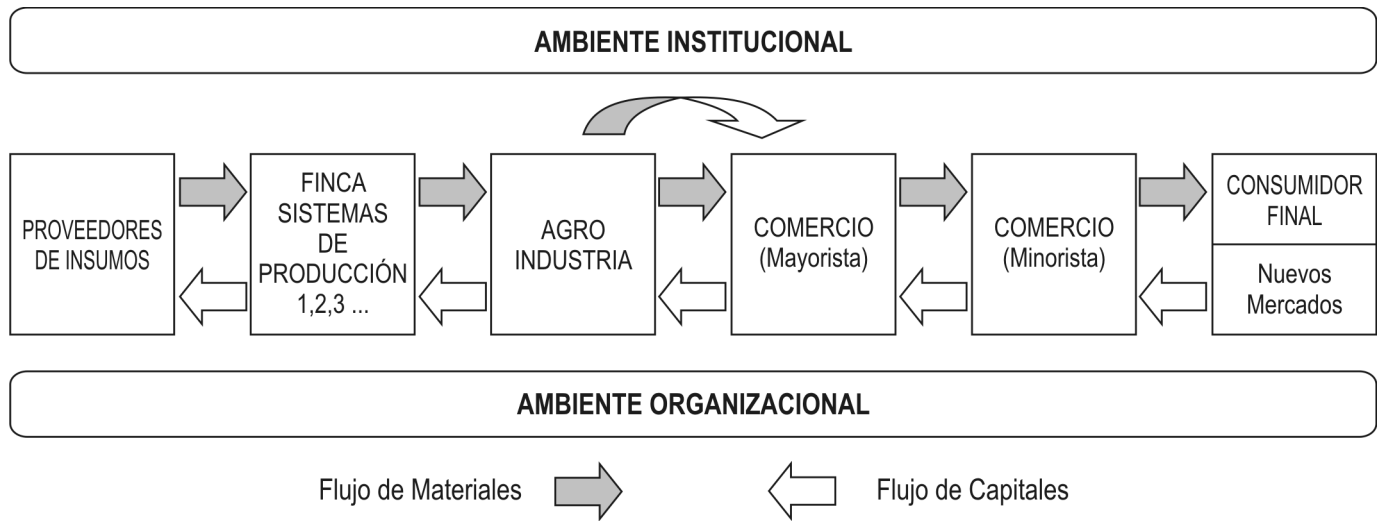 AMBIENTE INSTITUCIONAL
PROVEEDORES
DE INSUMOS
FINCA
SISTEMAS
DE
PRODUCCIÓN
1,2,3 ...
AGRO
INDUSTRIA
COMERCIO
(Mayorista)
COMERCIO
(Minorista)
CONSUMIDOR
FINAL
Nuevos
Mercados
AMBIENTE ORGANIZACIONAL
Flujo de Materiales
Flujo de Capitales